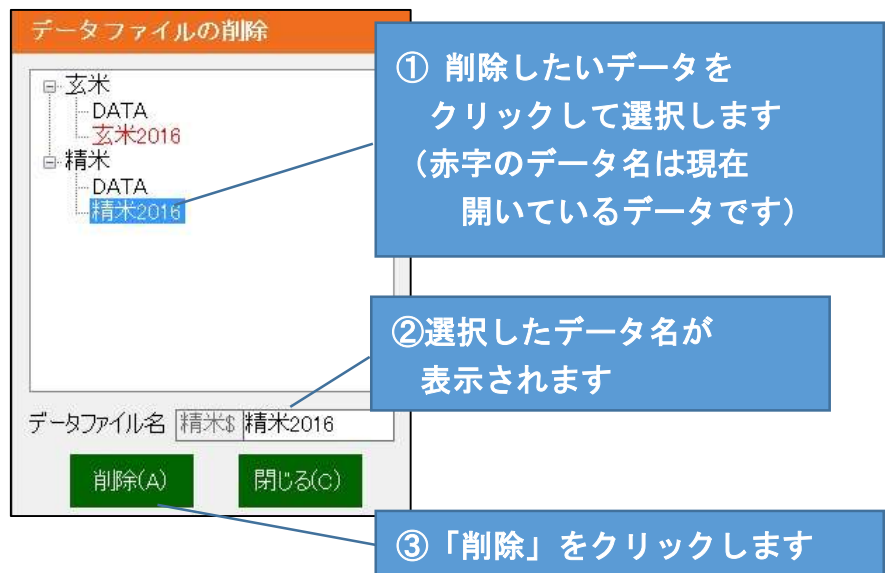 データファイルの削除
玄米
DATA
玄米2016
精米
DATA
精米2016
① 削除したいデータを
クリックして選択します
（赤字のデータ名は現在
開いているデータです）
②選択したデータ名が
表示されます
データファイル名 精米$ 精米2016
削除(A) 閉じる(C)
③「削除」をクリックします